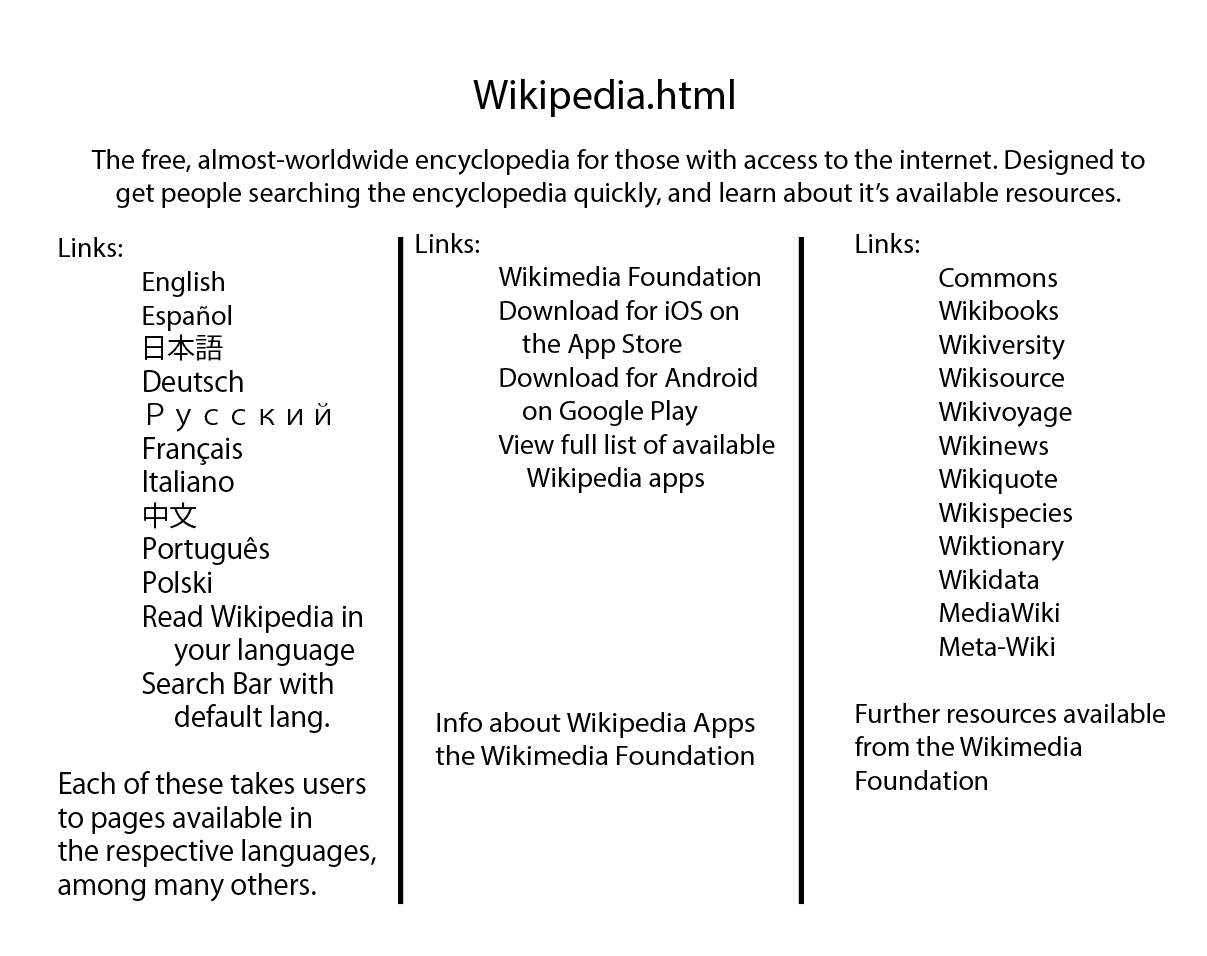 Wikipedia.html
The free, almost-worldwide encyclopedia for those with access to the internet. Designed to
get people searching the encyclopedia quickly, and learn about it’s available resources.
Links:
English
Español
日本語
Deutsch
Русский
Français
Italiano
中文
Português
Polski
Read Wikipedia in
your language
Search Bar with
default lang.
Each of these takes users
to pages available in
the respective languages,
among many others.
Links:
Wikimedia Foundation
Download for iOS on
the App Store
Download for Android
on Google Play
View full list of available
Wikipedia apps
Info about Wikipedia Apps
the Wikimedia Foundation
Links:
Commons
Wikibooks
Wikiversity
Wikisource
Wikivoyage
Wikinews
Wikiquote
Wikispecies
Wiktionary
Wikidata
MediaWiki
Meta-Wiki
Further resources available
from the Wikimedia
Foundation